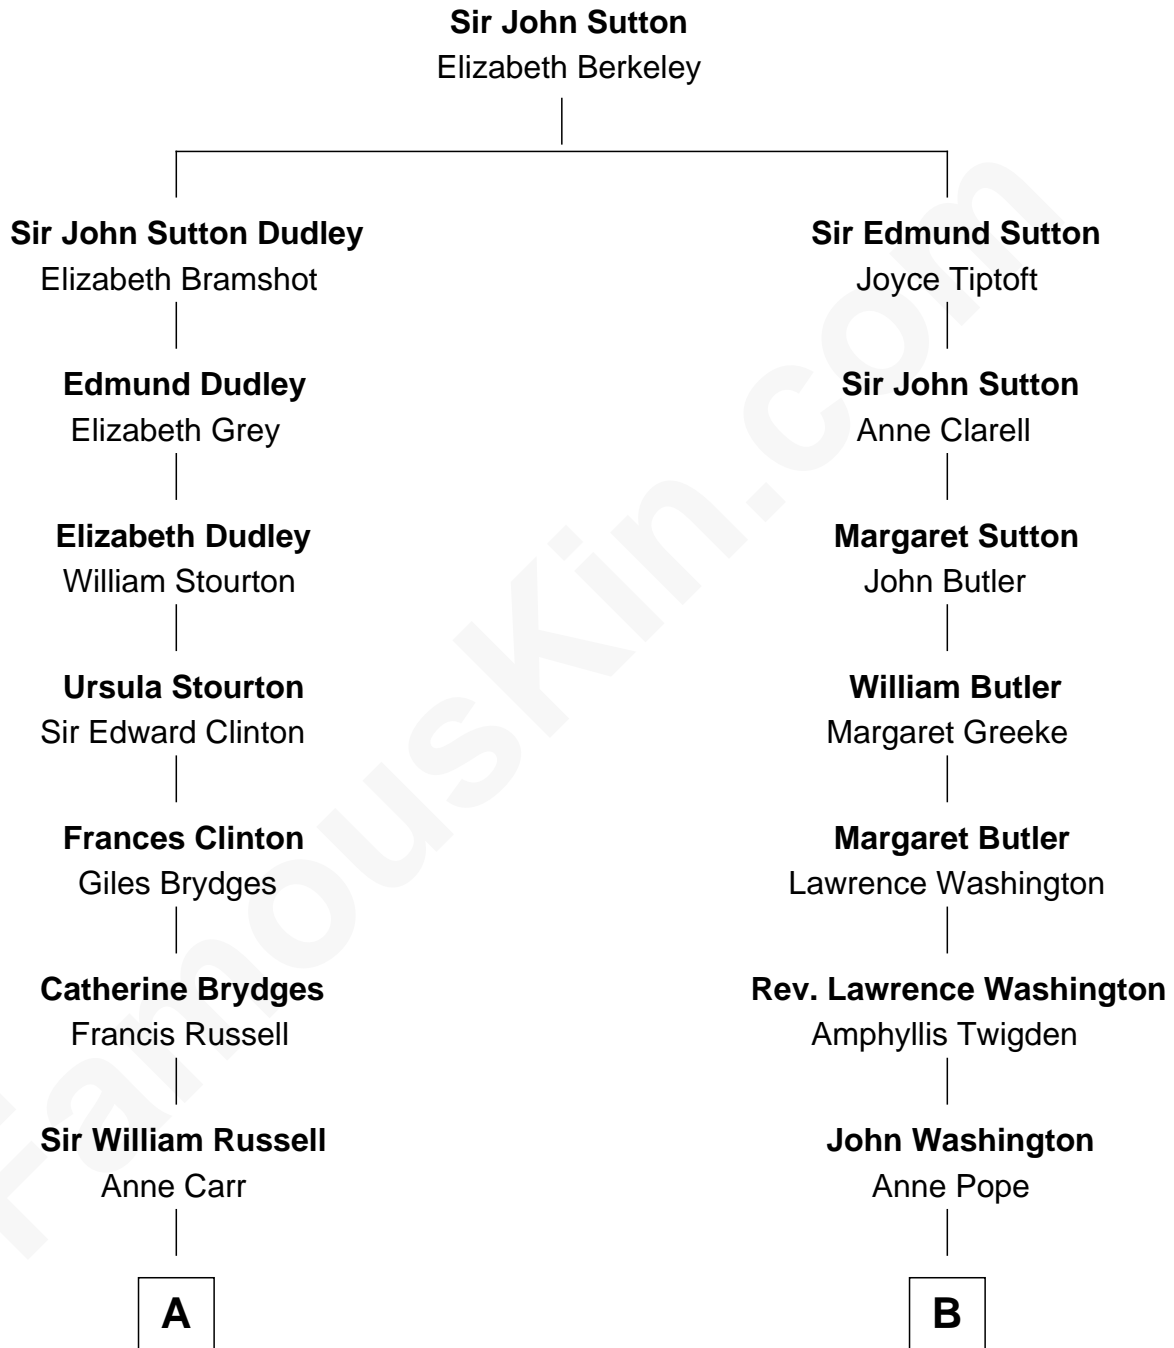 Sir John Sutton
Elizabeth Berkeley
Sir John Sutton Dudley
Elizabeth Bramshot
Sir Edmund Sutton
Joyce Tiptoft
Edmund Dudley
Elizabeth Grey
Sir John Sutton
Anne Clarell
Elizabeth Dudley
William Stourton
Margaret Sutton
John Butler
Ursula Stourton
Sir Edward Clinton
William Butler
Margaret Greeke
Frances Clinton
Giles Brydges
Margaret Butler
Lawrence Washington
Catherine Brydges
Francis Russell
Rev. Lawrence Washington
Amphyllis Twigden
Sir William Russell
Anne Carr
John Washington
Anne Pope
A
B
FamousKin.com